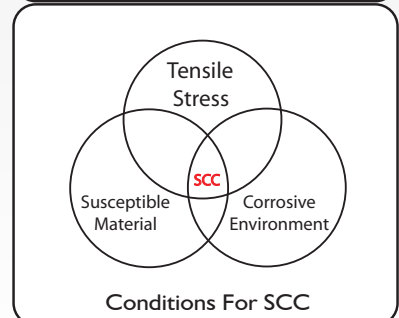 Tensile
Stress
SCC
Susceptible
Material
Corrosive
Environment
Conditions For SCC